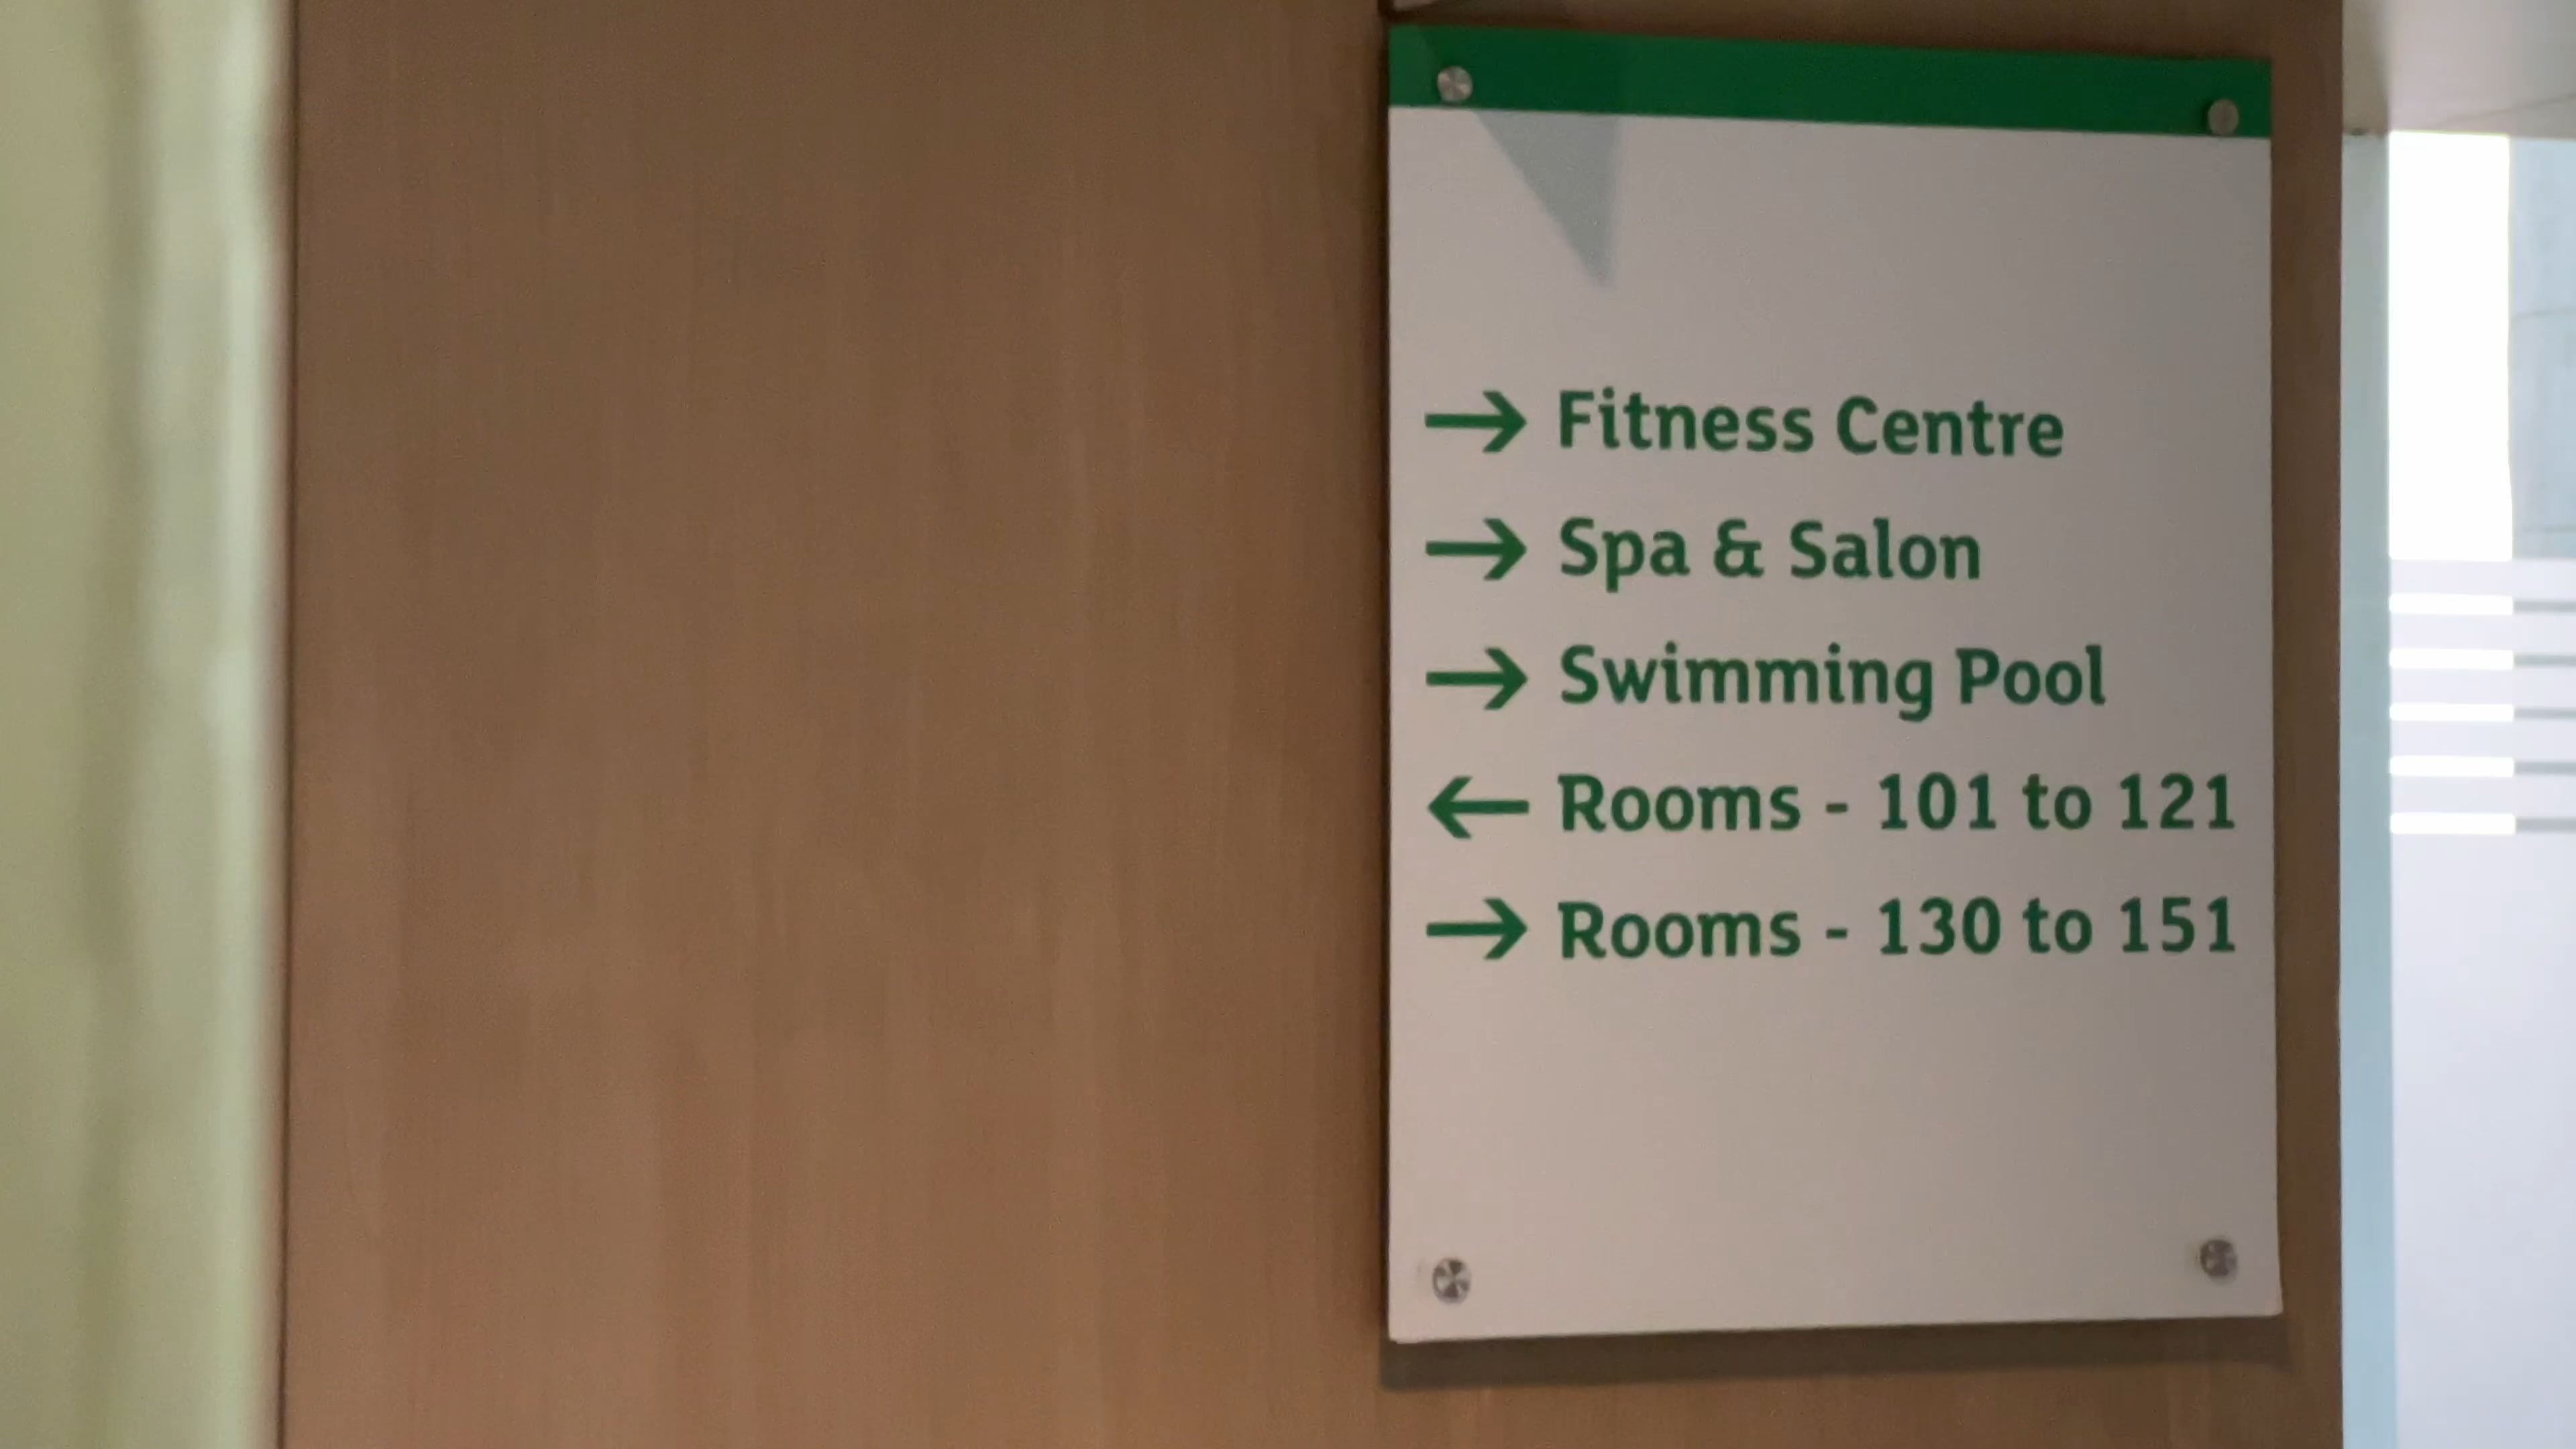 → Fitness Centre
→ Spa & Salon
→ Swimming Pool
← Rooms - 101 to 121
→ Rooms - 130 to 151